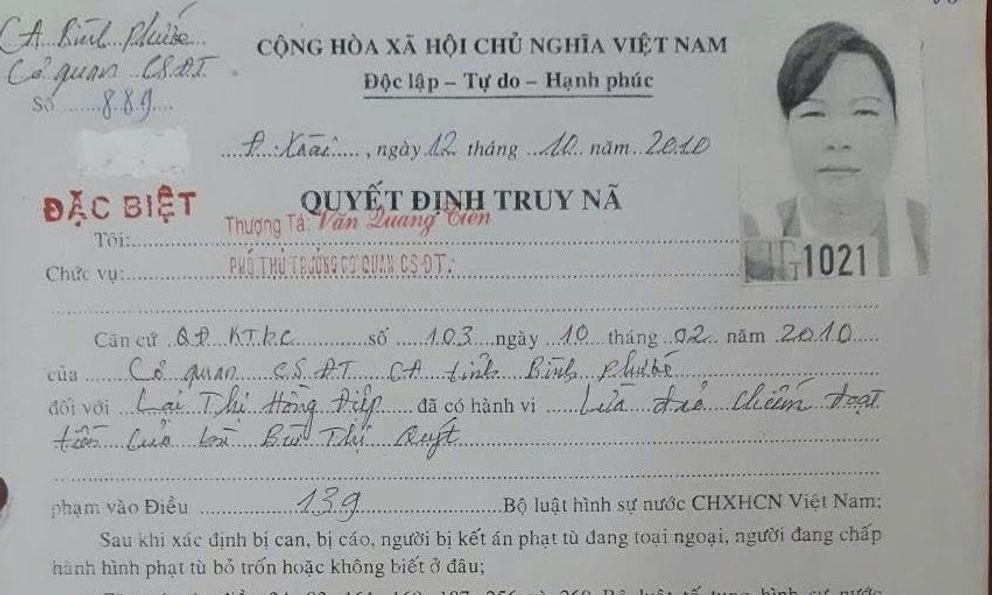 CA Bình Phước
CỘNG HÒA XÃ HỘI CHỦ NGHĨA VIỆT NAM
Cơ quan CSĐT.
Độc lập – Tự do – Hạnh phúc
Số ......889....
....Đ. Xoài...., ngày 12 tháng ..10.. năm..2010
ĐẶC BIỆT
QUYẾT ĐỊNH TRUY NÃ
Tôi: Thượng Tá: Văn Quang Tiến
Chức vụ: PHÓ THỦ TRƯỞNG CƠ QUAN CSĐT.
1021
Căn cứ QĐ KTBC số 103 ngày 10 tháng 02 năm 2010
của Cơ quan CSĐT CA tỉnh Bình Phước
đối với Lại Thị Hồng Điệp đã có hành vi Lừa đảo chiếm đoạt
tiền của bà Bùi Thị Quýt
phạm vào Điều 139 Bộ luật hình sự nước CHXHCN Việt Nam;
Sau khi xác định bị can, bị cáo, người bị kết án phạt tù đang toại ngoại, người đang chấp
hành hình phạt tù bỏ trốn hoặc không biết ở đâu;